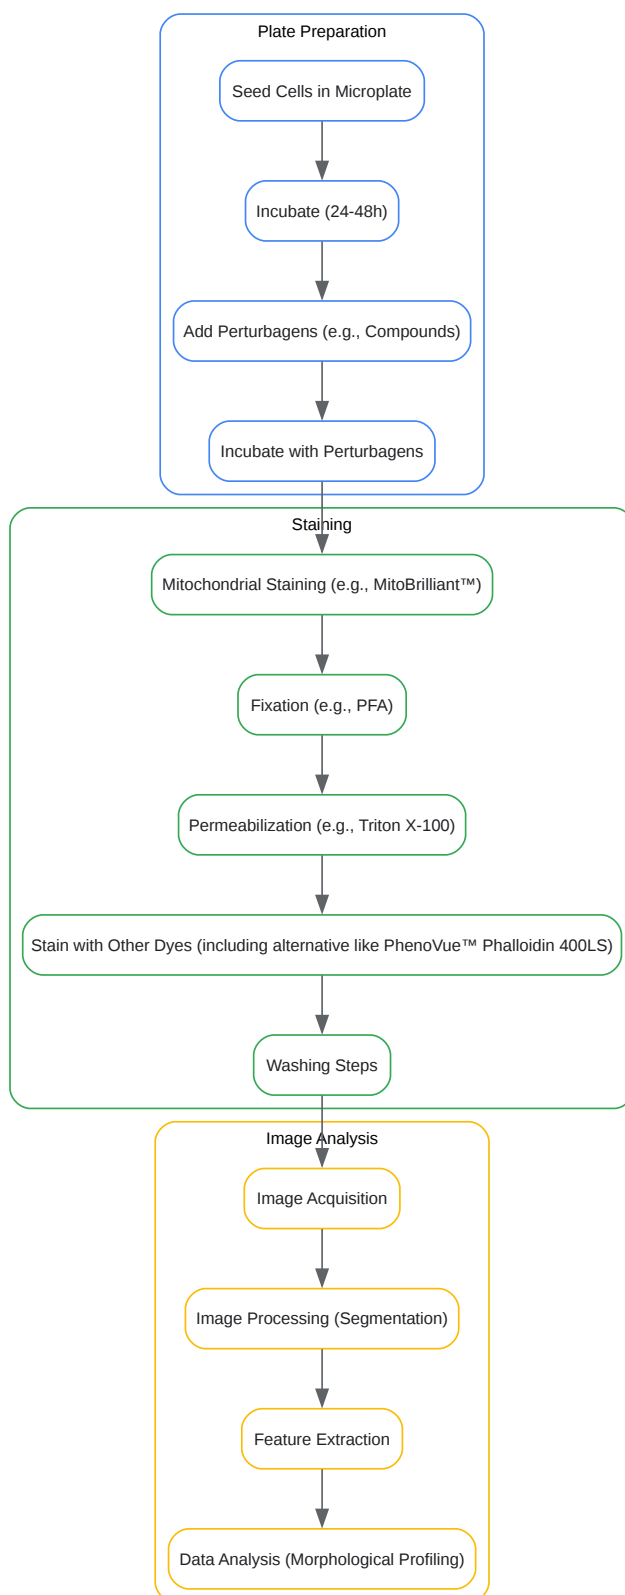 Plate Preparation
Seed Cells in Microplate
Incubate (24-48h)
Add Perturbagens (e.g., Compounds)
Incubate with Perturbagens
Staining
Mitochondrial Staining (e.g., MitoBrilliant™)
Fixation (e.g., PFA)
Permeabilization (e.g., Triton X-100)
Stain with Other Dyes (including alternative like PhenoVue™ Phalloidin 400LS)
Washing Steps
Image Analysis
Image Acquisition
Image Processing (Segmentation)
Feature Extraction
Data Analysis (Morphological Profiling)